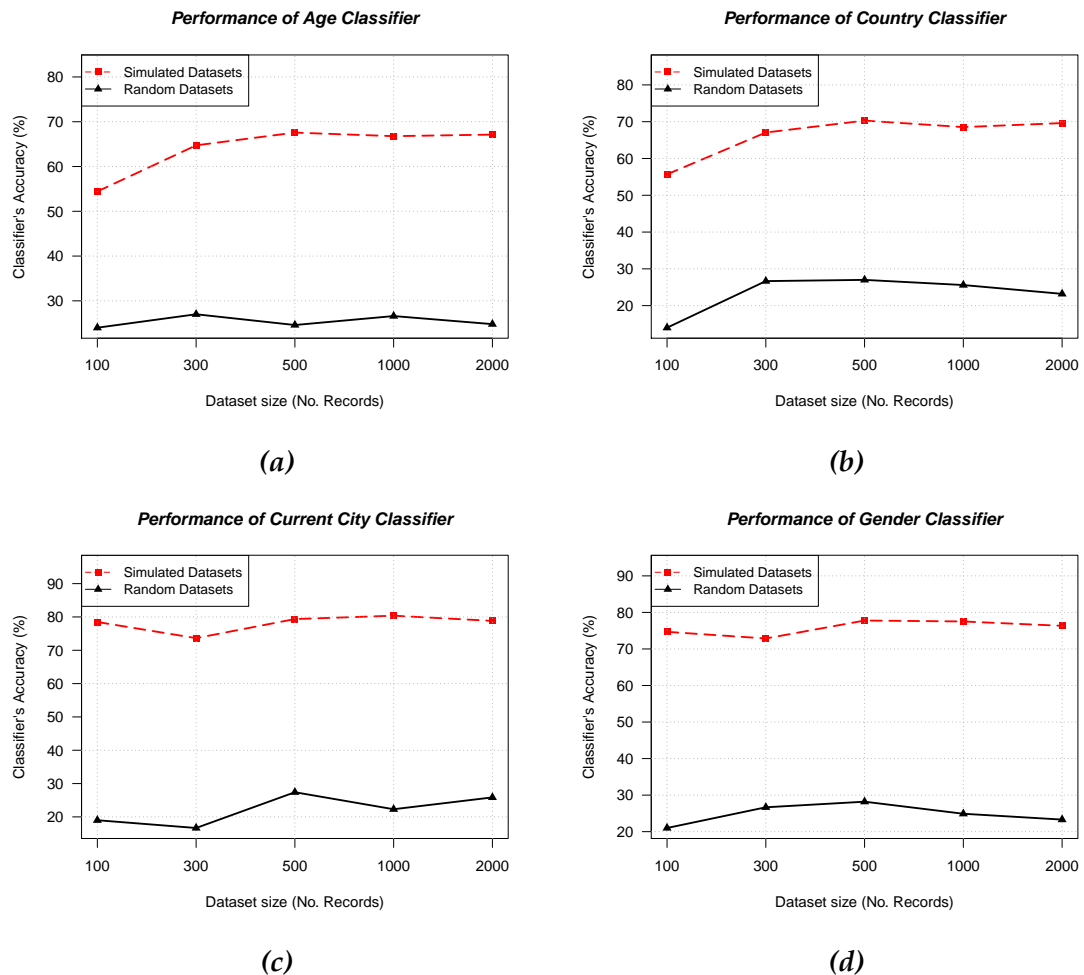 Performance of Age Classifier
Simulated Datasets
Random Datasets
Classifier's Accuracy (%)
80
70
60
50
40
30
100 300 500 1000 2000
Dataset size (No. Records)
(a)
Performance of Country Classifier
Simulated Datasets
Random Datasets
Classifier's Accuracy (%)
80
70
60
50
40
30
20
100 300 500 1000 2000
Dataset size (No. Records)
(b)
Performance of Current City Classifier
Simulated Datasets
Random Datasets
Classifier's Accuracy (%)
90
80
70
60
50
40
30
20
100 300 500 1000 2000
Dataset size (No. Records)
(c)
Performance of Gender Classifier
Simulated Datasets
Random Datasets
Classifier's Accuracy (%)
90
80
70
60
50
40
30
20
100 300 500 1000 2000
Dataset size (No. Records)
(d)